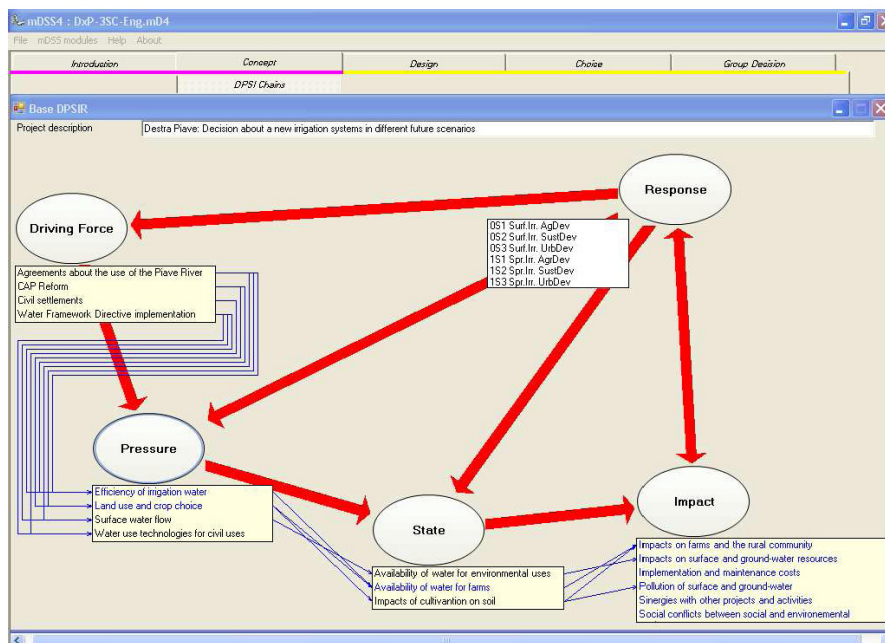 mDSS4 : DxP-3SC-Eng.mD4
File mDSS modules Help About
Introduction Concept Design Choice Group Decision
DPSI Chains
Base DPSIR
Project description Destra Piave: Decision about a new irrigation systems in different future scenarios
Response
Driving Force
0S1 Surf.Irr. AgDev
0S2 Surf.Irr. SustDev
0S3 Surf.Irr. UrbDev
1S1 Spr.Irr. AgrDev
1S2 Spr.Irr. SustDev
1S3 Spr.Irr. UrbDev
Agreements about the use of the Piave River
CAP Reform
Civil settlements
Water Framework Directive implementation
Pressure
Efficiency of irrigation water
Land use and crop choice
Surface water flow
Water use technologies for civil uses
Impact
State
Impacts on farms and the rural community
Impacts on surface and ground-water resources
Implementation and maintenance costs
Pollution of surface and ground-water
Sinergies with other projects and activities
Social conflicts between social and environemental
Availability of water for environmental uses
Availability of water for farms
Impacts of cultivantion on soil